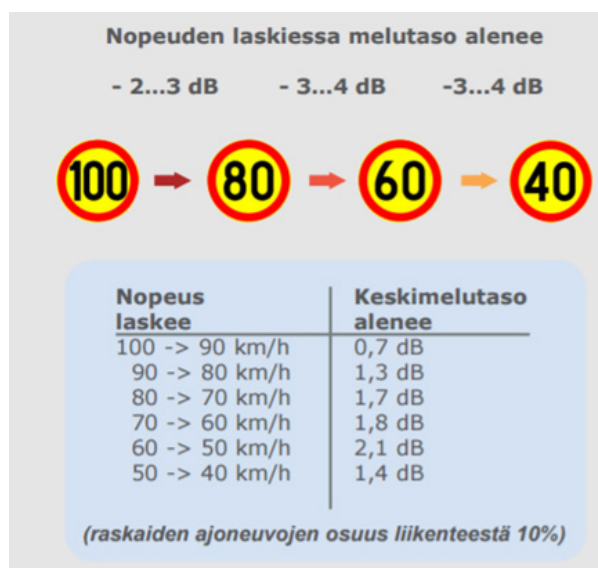 Nopeuden laskiessa melutaso alenee
- 2...3 dB - 3...4 dB -3...4 dB
100 80 60 40
Nopeus laskee Keskimelutaso alenee
100 -> 90 km/h 0,7 dB
90 -> 80 km/h 1,3 dB
80 -> 70 km/h 1,7 dB
70 -> 60 km/h 1,8 dB
60 -> 50 km/h 2,1 dB
50 -> 40 km/h 1,4 dB
(raskaiden ajoneuvojen osuus liikenteestä 10%)